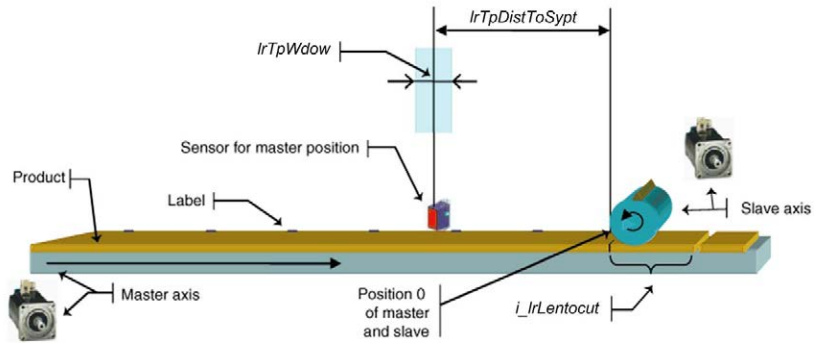 lrTpDistToSypt
lrTpWdow
Sensor for master position
Product
Label
Slave axis
Master axis
Position 0
of master
and slave
i_lrLentocut